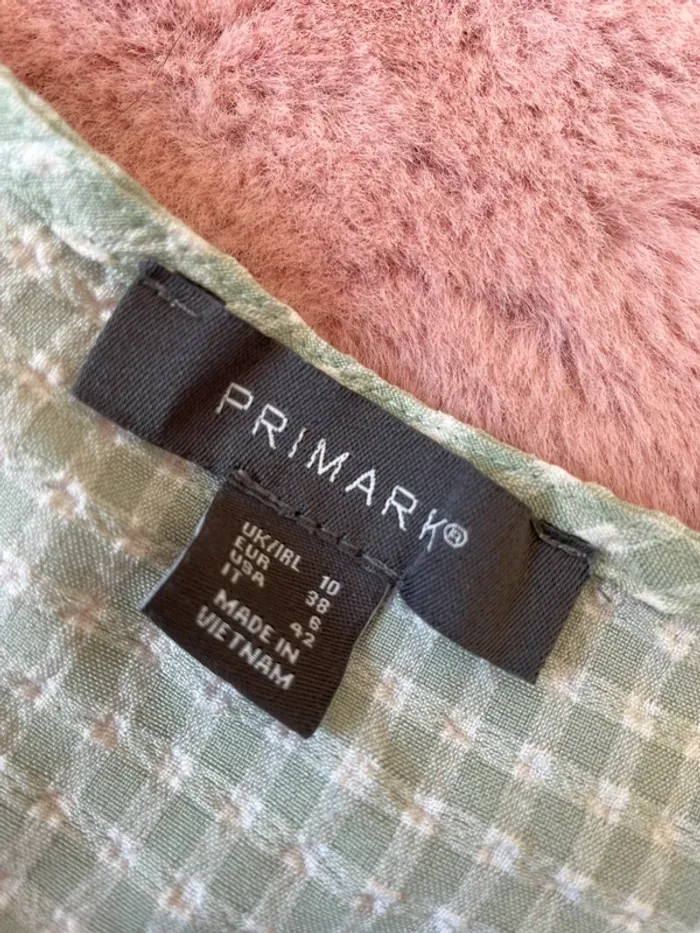 PRIMARK®
UK/IRL 10
EUR 38
USA 6
IT 42
MADE IN
VIETNAM